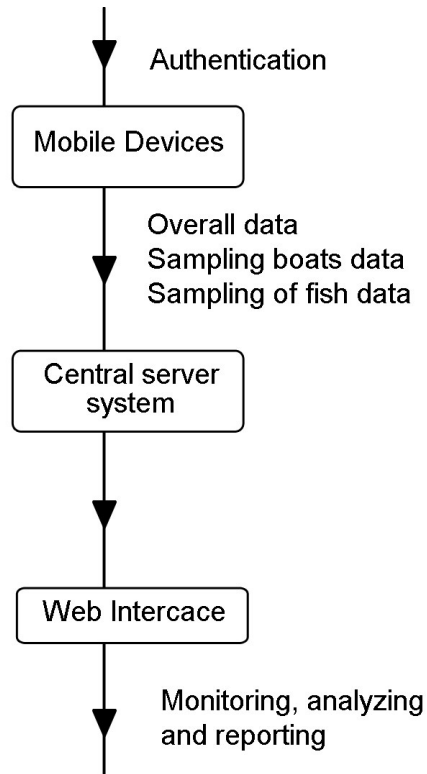 Authentication
Mobile Devices
Overall data
Sampling boats data
Sampling of fish data
Central server
system
Web Intercace
Monitoring, analyzing
and reporting